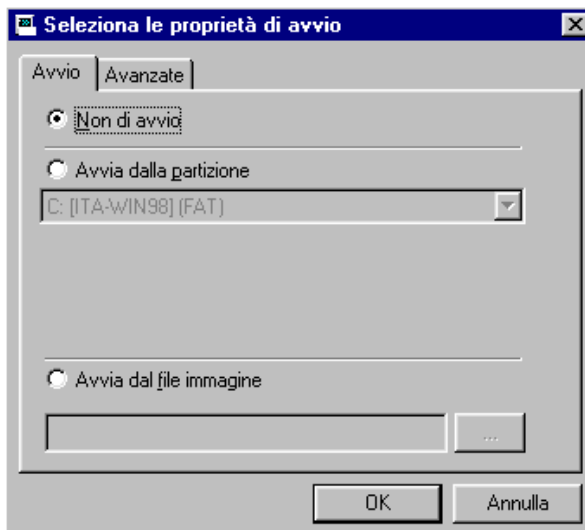 Seleziona le proprietà di avvio
Avvio Avanzate
Non di avvio
Avvia dalla partizione
C: [ITA-WIN98] (FAT)
Avvia dal file immagine
...
OK Annulla